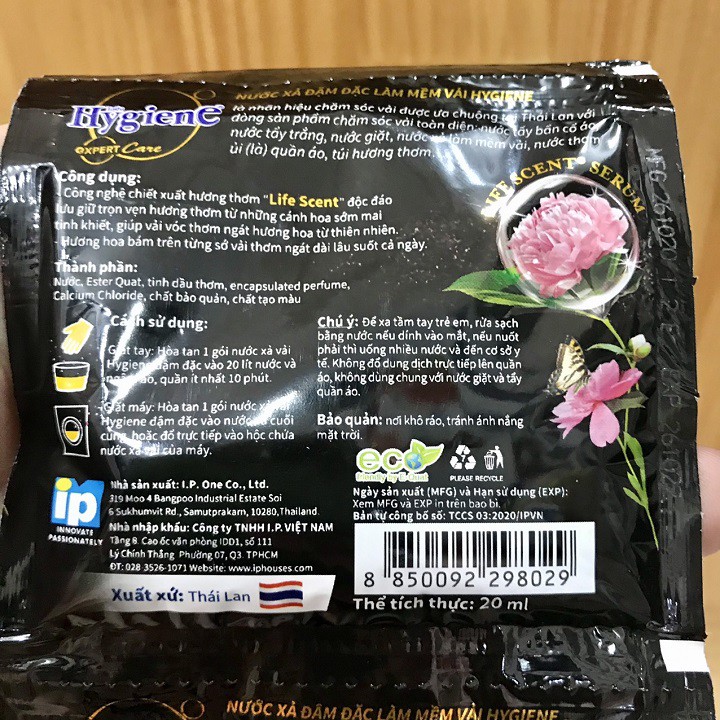 NƯỚC XẢ ĐẬM ĐẶC LÀM MỀM VẢI HYGIENE
Hygiene
EXPERT Care
là nhãn hiệu chăm sóc vải được ưa chuộng tại Thái Lan với
dòng sản phẩm chăm sóc vải toàn diện: nước tẩy bẩn cổ áo,
nước tẩy trắng, nước giặt, nước xả làm mềm vải, nước thơm
ủi (là) quần áo, túi hương thơm...
LIFE SCENT SERUM
Công dụng:
- Công nghệ chiết xuất hương thơm "Life Scent" độc đáo
lưu giữ trọn vẹn hương thơm từ những cánh hoa sớm mai
tinh khiết, giúp vải vóc thơm ngát hương hoa từ thiên nhiên.
- Hương hoa bám trên từng sớ vải thơm ngát dài lâu suốt cả ngày.
Thành phần:
Nước, Ester Quat, tinh dầu thơm, encapsulated perfume,
Calcium Chloride, chất bảo quản, chất tạo màu
Cách sử dụng:
- Giặt tay: Hòa tan 1 gói nước xả vải
Hygiene đậm đặc vào 20 lít nước và
ngâm quần áo, quần ít nhất 10 phút.
- Giặt máy: Hòa tan 1 gói nước xả vải
Hygiene đậm đặc vào nước xả cuối
cùng, hoặc đổ trực tiếp vào hộc chứa
nước xả vải của máy.
Chú ý: Để xa tầm tay trẻ em, rửa sạch
bằng nước nếu dính vào mắt, nếu nuốt
phải thì uống nhiều nước và đến cơ sở y
tế. Không đổ dung dịch trực tiếp lên quần
áo, không dùng chung với nước giặt và tẩy
quần áo.
Bảo quản: nơi khô ráo, tránh ánh nắng
mặt trời.
eco
friendly by E-Quat
PLEASE RECYCLE
ip
INNOVATE
PASSIONATELY
Nhà sản xuất: I.P. One Co., Ltd.
319 Moo 4 Bangpoo Industrial Estate Soi
6 Sukhumvit Rd., Samutprakarn, 10280,Thailand.
Nhà nhập khẩu: Công ty TNHH I.P. VIỆT NAM
Tầng 8, Cao ốc văn phòng IDD1, số 111
Lý Chính Thắng Phường 07, Q3, TPHCM
ĐT: 028 3526-1071 Website: www.iphouses.com
Xuất xứ: Thái Lan
Ngày sản xuất (MFG) và Hạn sử dụng (EXP):
Xem MFG và EXP in trên bao bì.
Bản tự công bố số: TCCS 03:2020/IPVN
8 850092 298029
Thể tích thực: 20 ml
NƯỚC XẢ ĐẬM ĐẶC LÀM MỀM VẢI HYGIENE